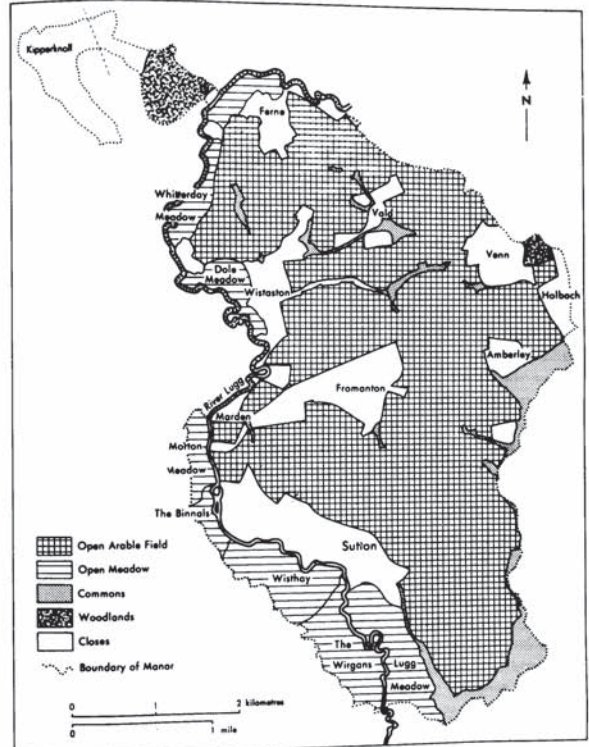 Kipperknoll
N
Ferne
Whitterday
Meadow
Vald
Venn
Dale
Meadow
Wistaston
Holbach
Amberley
River Lugg
Fromanton
Marden
Morton
Meadow
The Binnals
Sutton
Wisthay
The
Wirgans
Lugg
Meadow
Open Arable Field
Open Meadow
Commons
Woodlands
Closes
Boundary of Manor
0 1 2 kilometres
0 1 mile